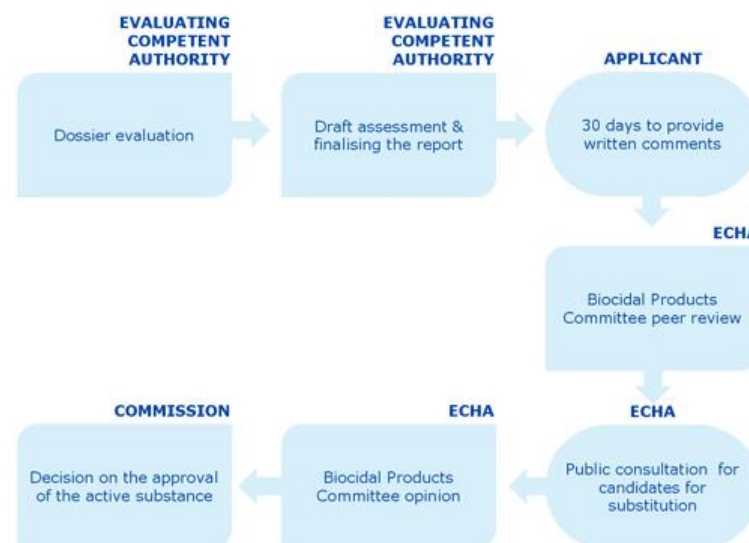 EVALUATING
COMPETENT
AUTHORITY
Dossier evaluation
EVALUATING
COMPETENT
AUTHORITY
Draft assessment &
finalising the report
APPLICANT
30 days to provide
written comments
ECHA
Biocidal Products
Committee peer review
ECHA
Public consultation for
candidates for
substitution
ECHA
Biocidal Products
Committee opinion
COMMISSION
Decision on the approval
of the active substance